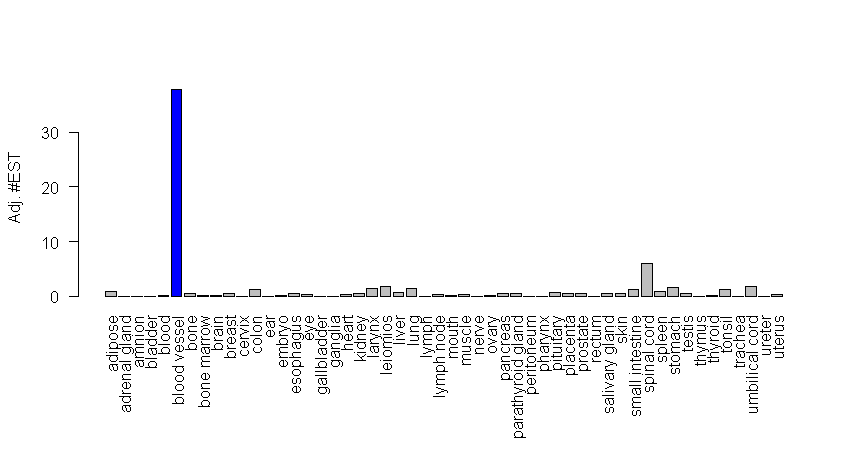 Adj. #EST
30
20
10
0
adipose
adrenal gland
amnion
bladder
blood
blood vessel
bone
bone marrow
brain
breast
cervix
colon
ear
embryo
esophagus
eye
gallbladder
ganglia
heart
kidney
larynx
leiomios
liver
lung
lymph
lymph node
mouth
muscle
nerve
ovary
pancreas
parathyroid gland
peritoneum
pharynx
pituitary
placenta
prostate
rectum
salivary gland
skin
small intestine
spinal cord
spleen
stomach
testis
thymus
thyroid
tonsil
trachea
umbilical cord
ureter
uterus